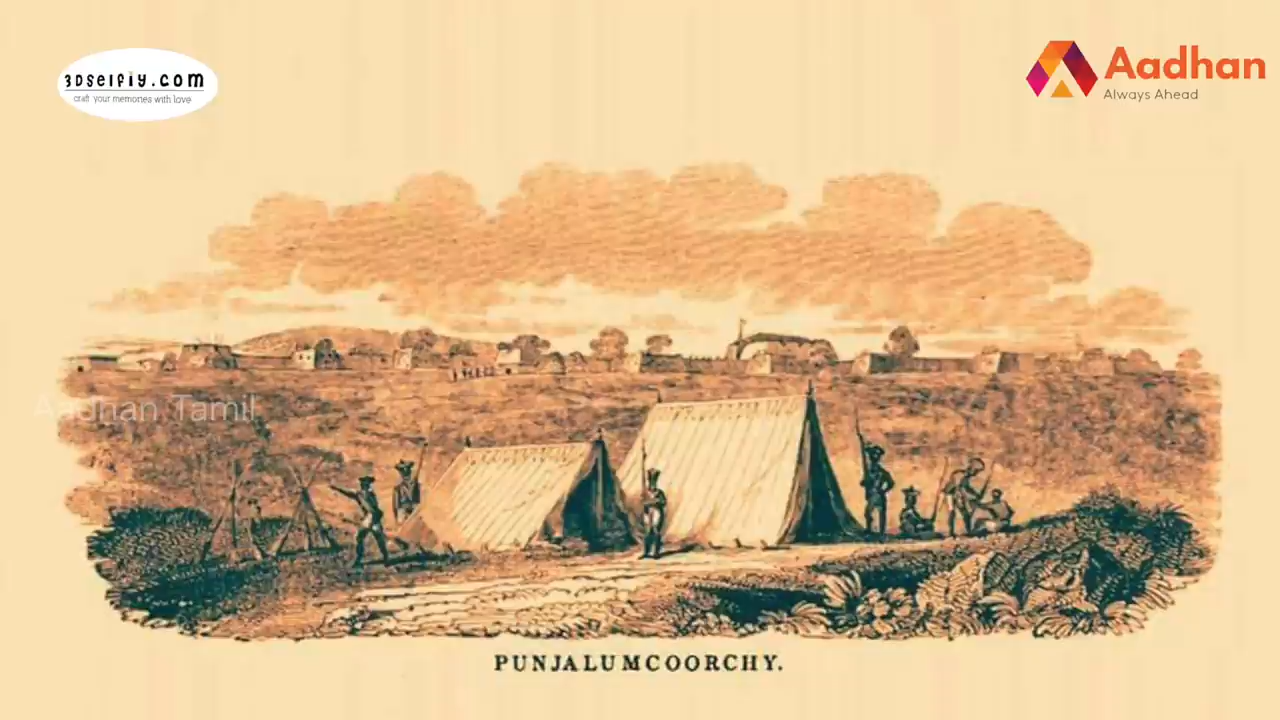 3Dselfiy.com
craft your memories with love
Aadhan
Always Ahead
Aadhan Tamil
PUNJALUMCOORCHY.